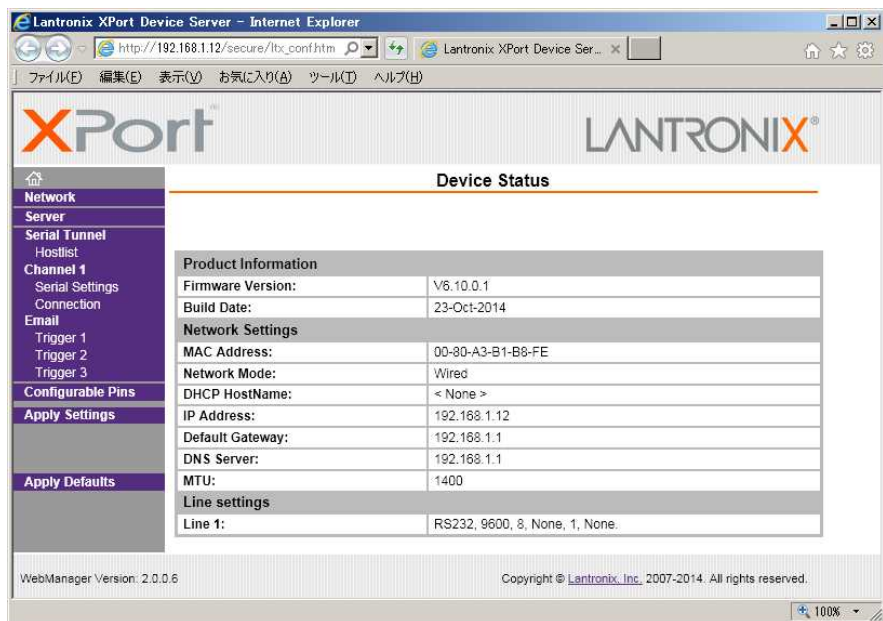 Lantronix XPort Device Server - Internet Explorer
http://192.168.1.12/secure/ltx_conf.htm
Lantronix XPort Device Ser...
ファイル(F) 編集(E) 表示(V) お気に入り(A) ツール(T) ヘルプ(H)
XPort™
LANTRONIX®
Device Status
Network
Server
Serial Tunnel
Hostlist
Channel 1
Serial Settings
Connection
Email
Trigger 1
Trigger 2
Trigger 3
Configurable Pins
Apply Settings
Apply Defaults
Product Information
Firmware Version: V6.10.0.1
Build Date: 23-Oct-2014
Network Settings
MAC Address: 00-80-A3-B1-B8-FE
Network Mode: Wired
DHCP HostName: < None >
IP Address: 192.168.1.12
Default Gateway: 192.168.1.1
DNS Server: 192.168.1.1
MTU: 1400
Line settings
Line 1: RS232, 9600, 8, None, 1, None.
WebManager Version: 2.0.0.6
Copyright © Lantronix, Inc. 2007-2014. All rights reserved.
100%